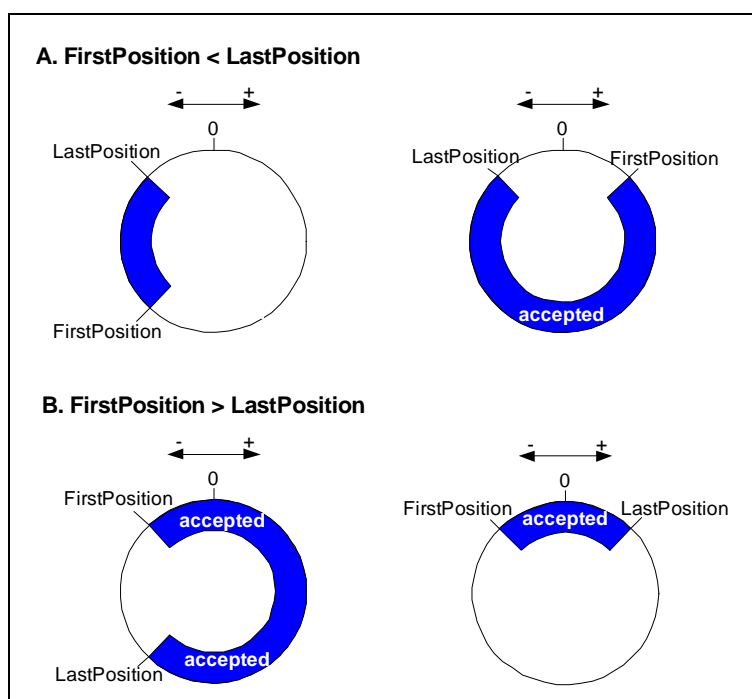 A. FirstPosition < LastPosition
- +
0
LastPosition
FirstPosition
- +
0
LastPosition
FirstPosition
accepted
B. FirstPosition > LastPosition
- +
0
FirstPosition
accepted
LastPosition
accepted
- +
0
FirstPosition
LastPosition
accepted